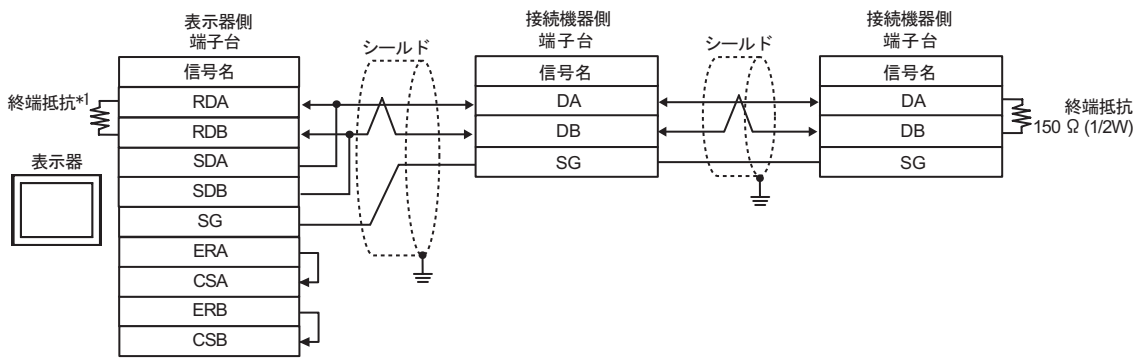 表示器側
端子台
信号名
RDA
RDB
SDA
SDB
SG
ERA
CSA
ERB
CSB
終端抵抗*1
表示器
シールド
接続機器側
端子台
信号名
DA
DB
SG
シールド
接続機器側
端子台
信号名
DA
DB
SG
終端抵抗
150 Ω (1/2W)